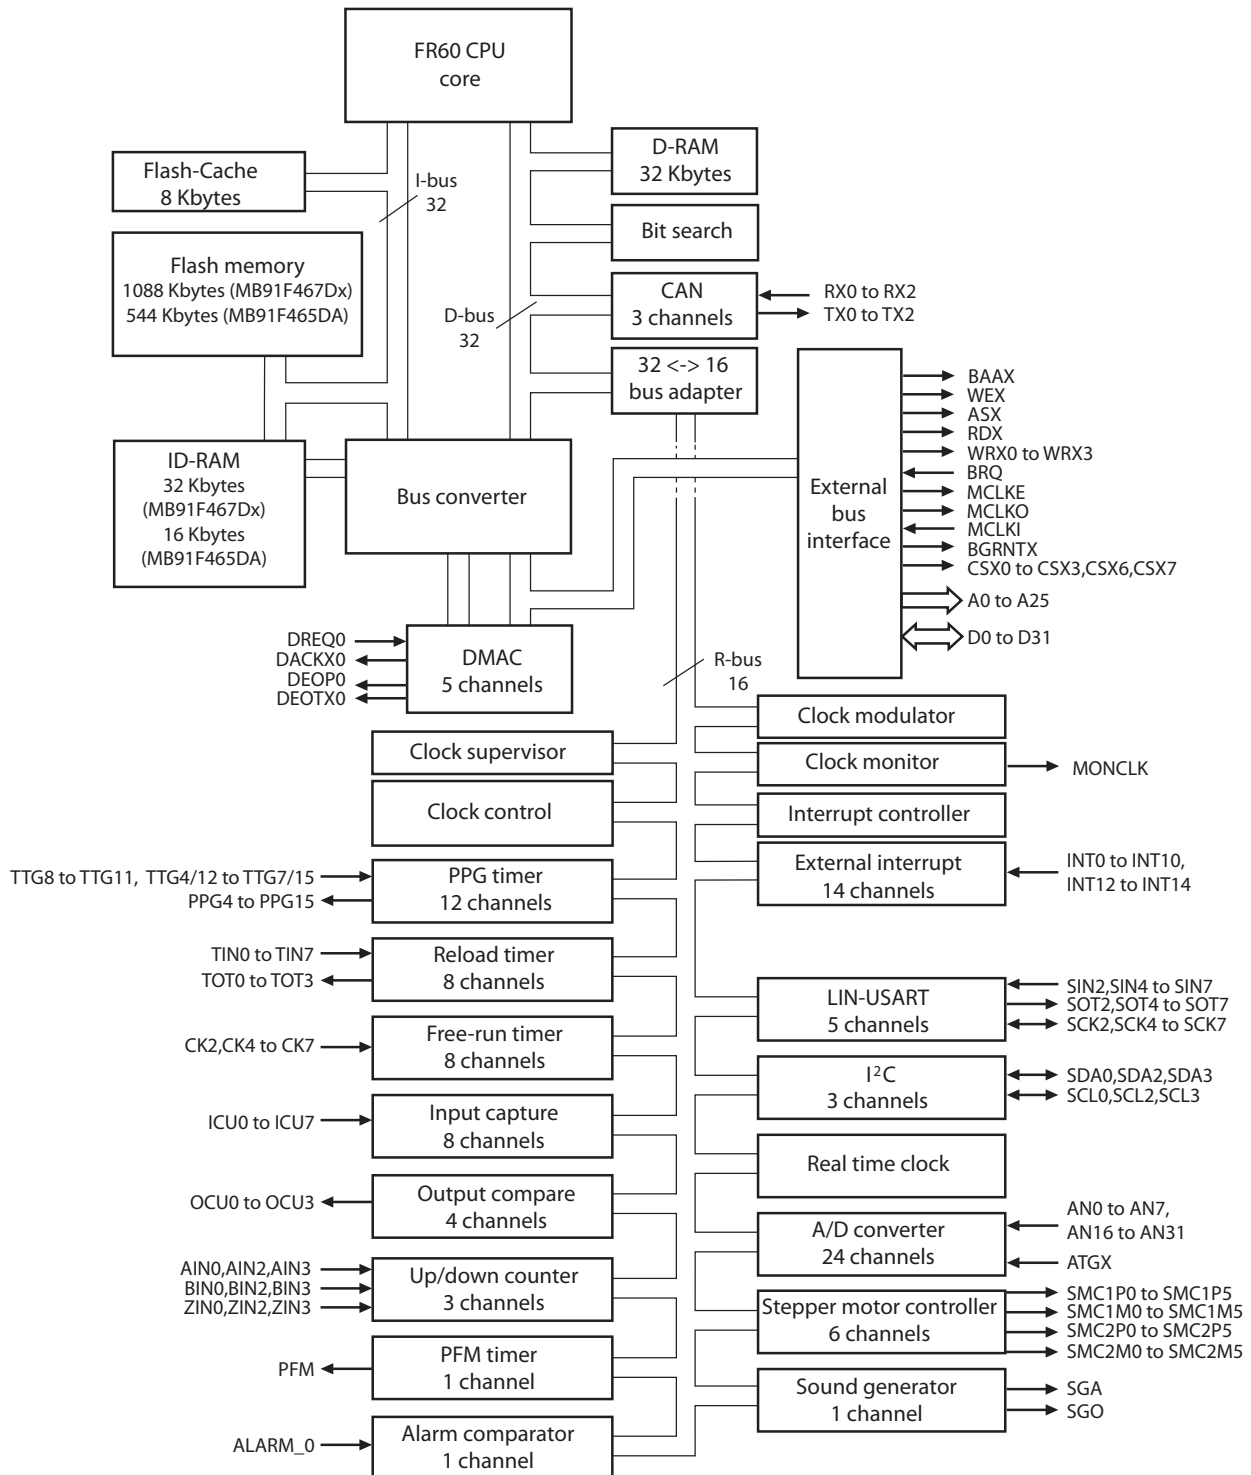 FR60 CPU
core
Flash-Cache
8 Kbytes
I-bus
32
D-RAM
32 Kbytes
Bit search
Flash memory
1088 Kbytes (MB91F467Dx)
544 Kbytes (MB91F465DA)
CAN
3 channels
RX0 to RX2
TX0 to TX2
D-bus
32
32 <-> 16
bus adapter
ID-RAM
32 Kbytes
(MB91F467Dx)
16 Kbytes
(MB91F465DA)
Bus converter
External
bus
interface
BAAX
WEX
ASX
RDX
WRX0 to WRX3
BRQ
MCLKE
MCLKO
MCLKI
BGRNTX
CSX0 to CSX3,CSX6,CSX7
A0 to A25
D0 to D31
DREQ0
DACKX0
DEOP0
DEOTX0
DMAC
5 channels
R-bus
16
Clock modulator
Clock supervisor
Clock monitor
MONCLK
Clock control
Interrupt controller
TTG8 to TTG11, TTG4/12 to TTG7/15
PPG4 to PPG15
PPG timer
12 channels
External interrupt
14 channels
INT0 to INT10,
INT12 to INT14
TIN0 to TIN7
TOT0 to TOT3
Reload timer
8 channels
LIN-USART
5 channels
SIN2,SIN4 to SIN7
SOT2,SOT4 to SOT7
SCK2,SCK4 to SCK7
CK2,CK4 to CK7
Free-run timer
8 channels
I²C
3 channels
SDA0,SDA2,SDA3
SCL0,SCL2,SCL3
ICU0 to ICU7
Input capture
8 channels
Real time clock
OCU0 to OCU3
Output compare
4 channels
A/D converter
24 channels
AN0 to AN7,
AN16 to AN31
ATGX
AIN0,AIN2,AIN3
BIN0,BIN2,BIN3
ZIN0,ZIN2,ZIN3
Up/down counter
3 channels
Stepper motor controller
6 channels
SMC1P0 to SMC1P5
SMC1M0 to SMC1M5
SMC2P0 to SMC2P5
SMC2M0 to SMC2M5
PFM
PFM timer
1 channel
Sound generator
1 channel
SGA
SGO
ALARM_0
Alarm comparator
1 channel